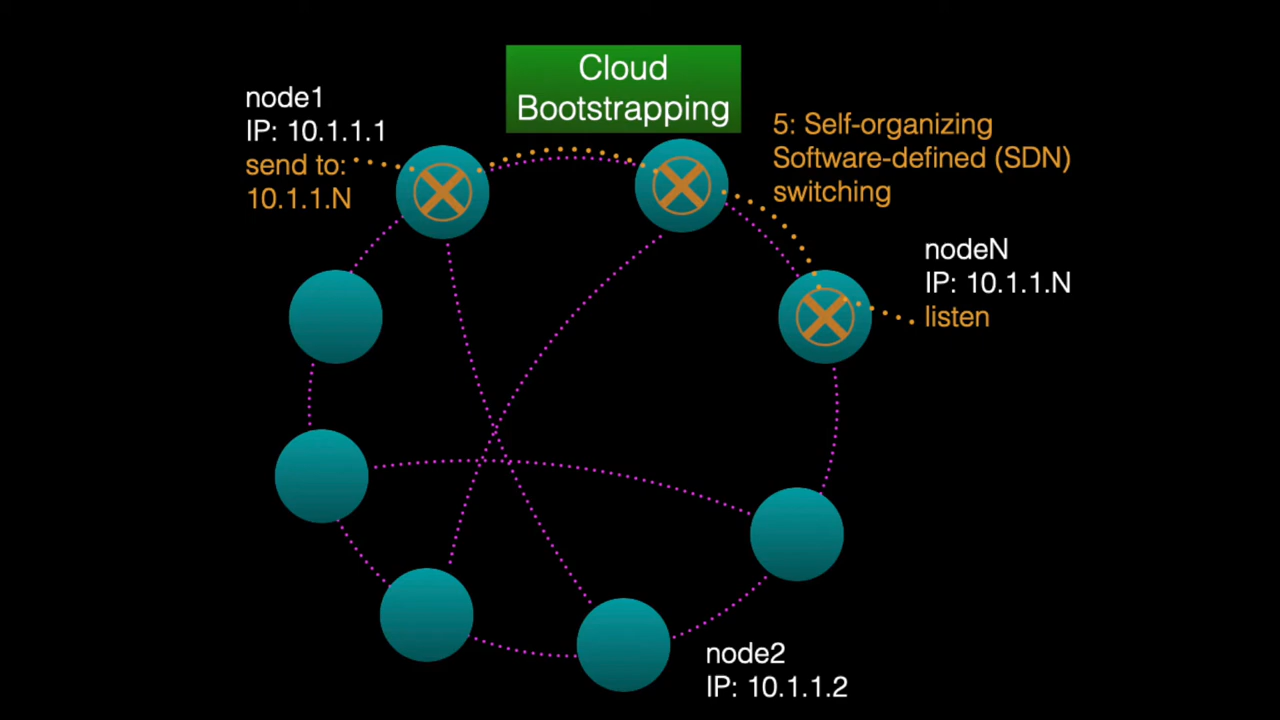 Cloud
Bootstrapping
node1
IP: 10.1.1.1
send to:
10.1.1.N
5: Self-organizing
Software-defined (SDN)
switching
nodeN
IP: 10.1.1.N
listen
node2
IP: 10.1.1.2